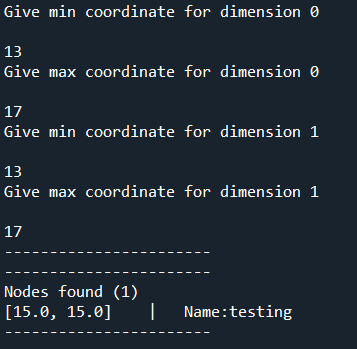 Give min coordinate for dimension 0
13
Give max coordinate for dimension 0
17
Give min coordinate for dimension 1
13
Give max coordinate for dimension 1
17
-----------------------
-----------------------
Nodes found (1)
[15.0, 15.0]    |   Name:testing
-----------------------